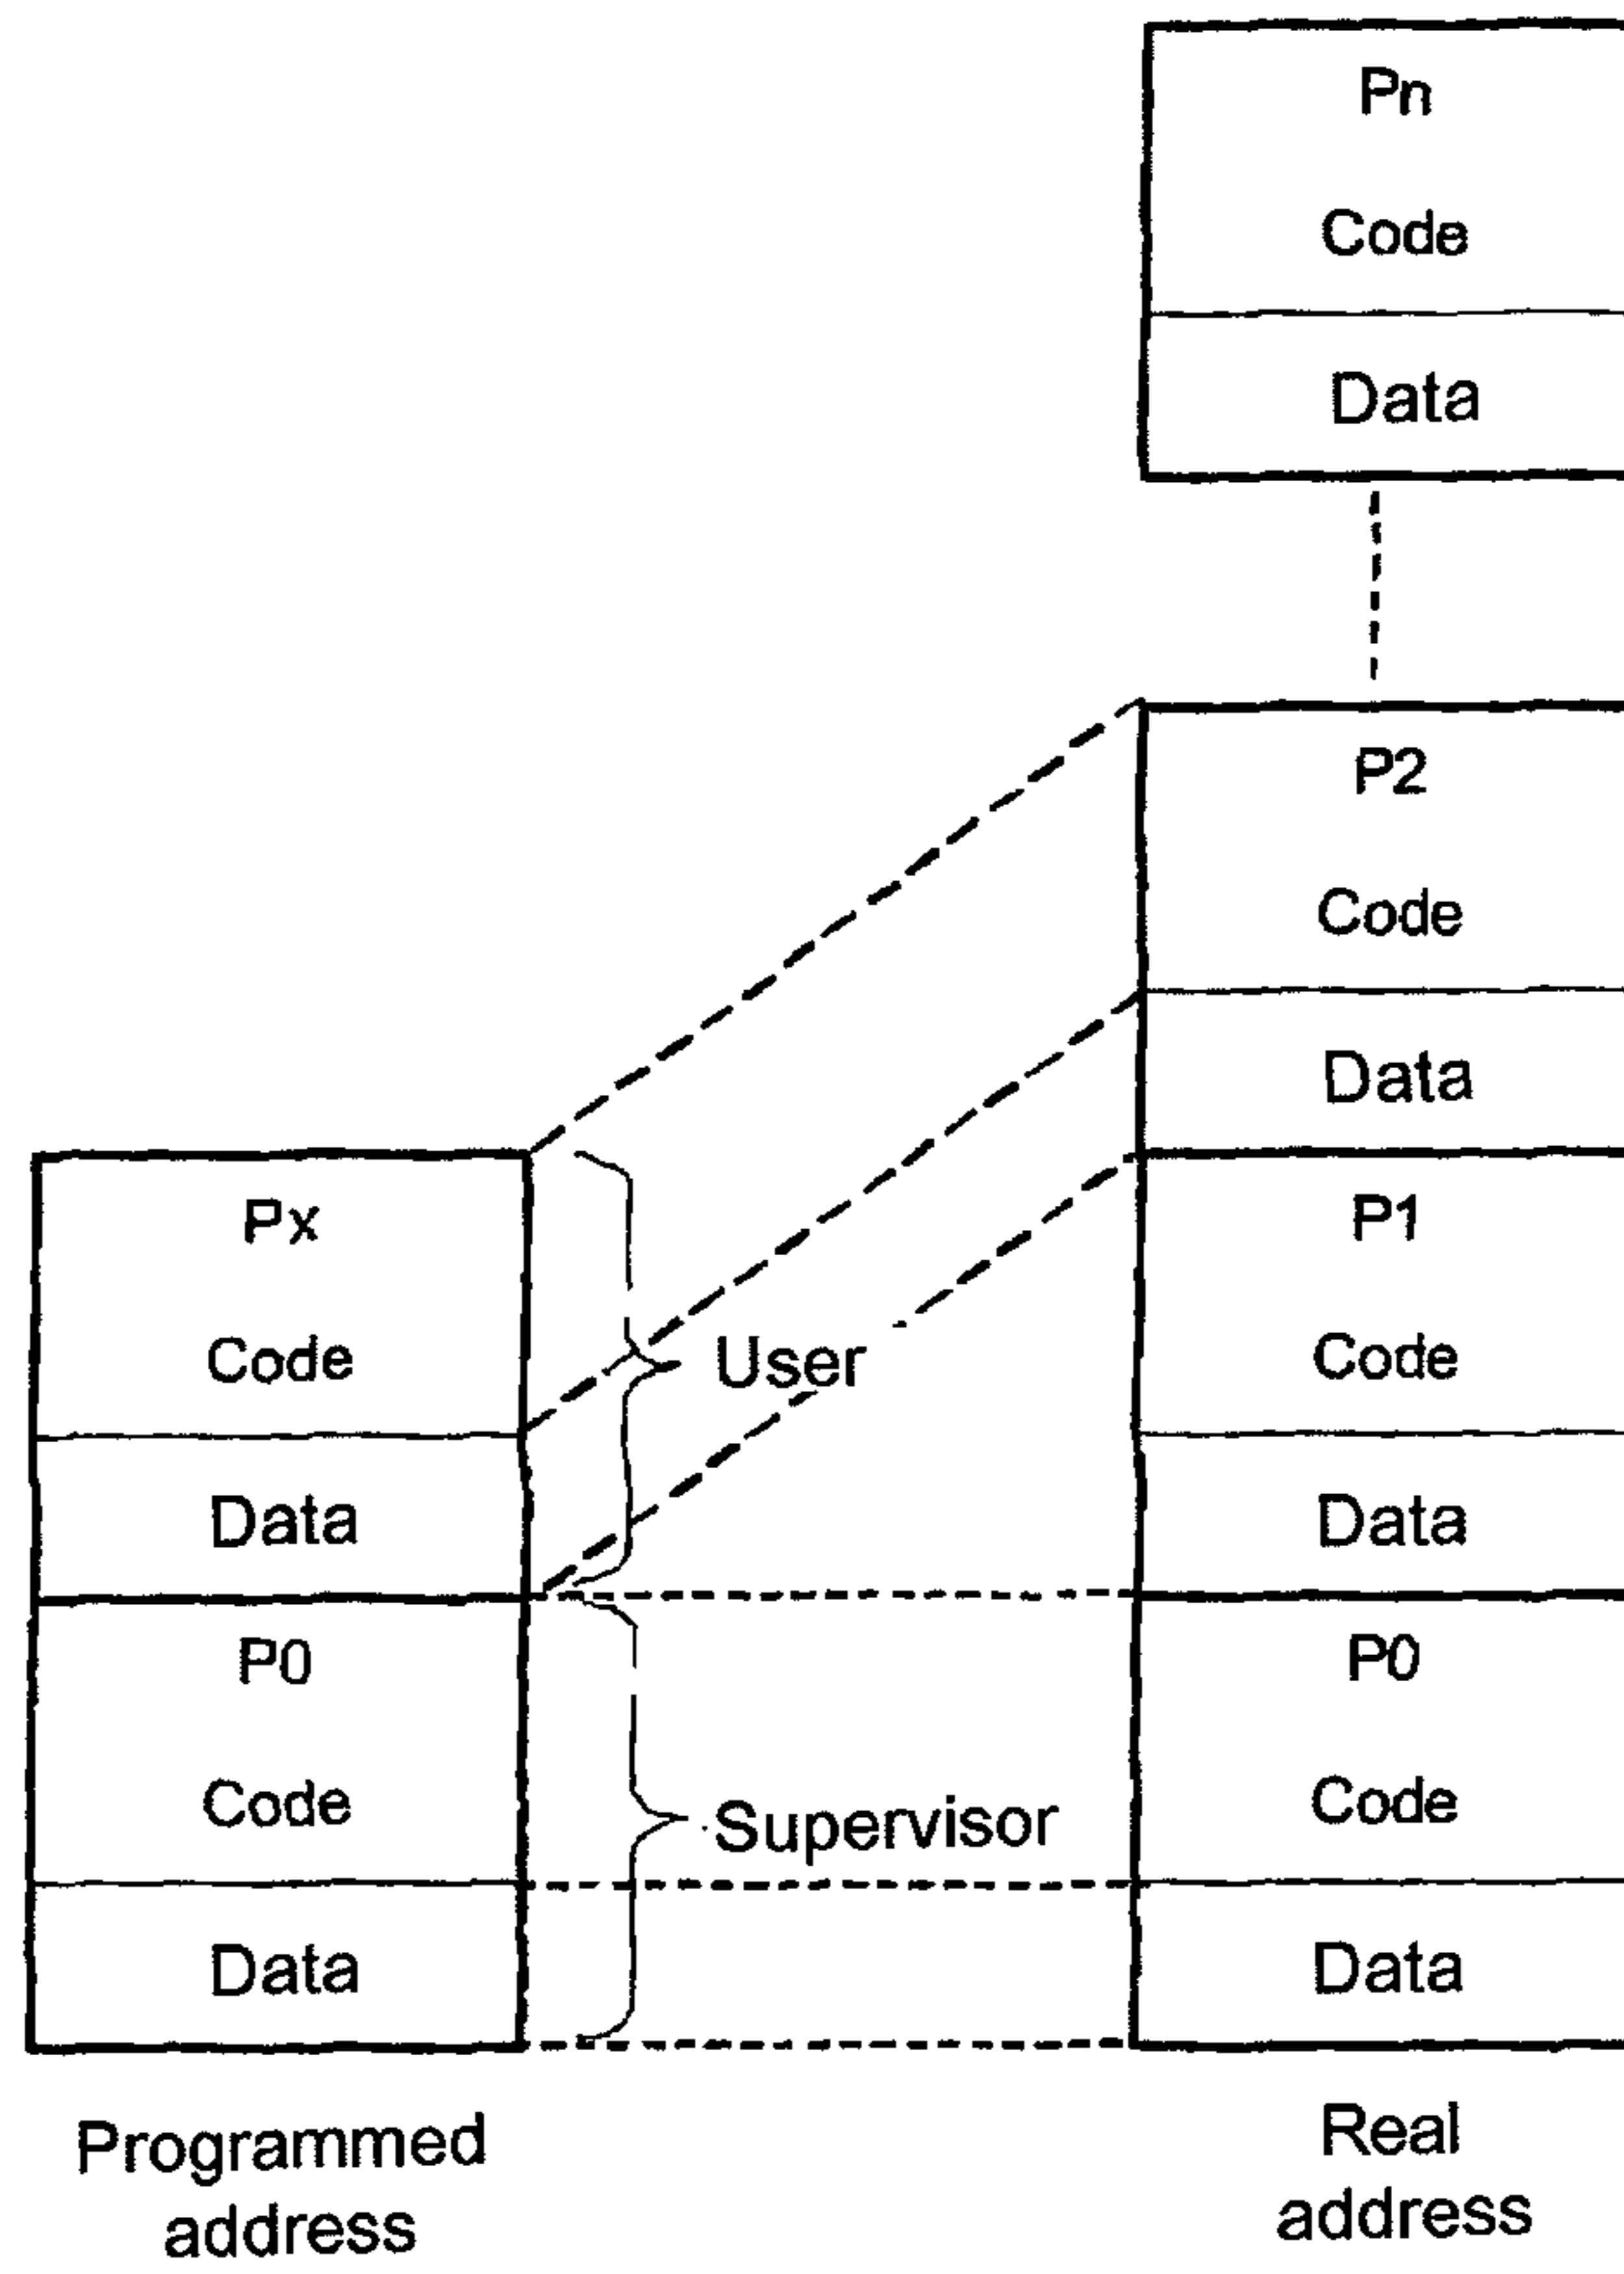 Pn
Code
Data
P2
Code
Data
Px
Code
Data
P0
Code
Data
User
Supervisor
P1
Code
Data
P0
Code
Data
Programmed
address
Real
address